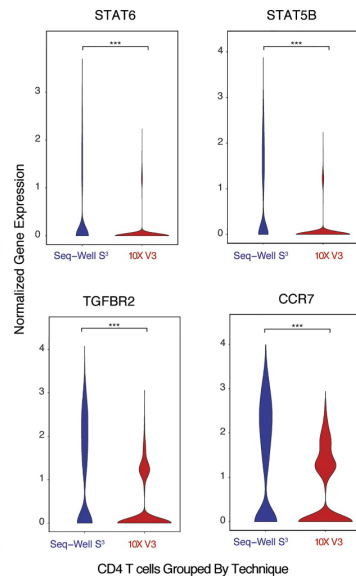 STAT6
STAT5B
***
***
3
2
1
0
4
3
2
1
0
Seq-Well S³ 10X V3
Seq-Well S³ 10X V3
Normalized Gene Expression
TGFBR2
CCR7
***
***
4
3
2
1
0
4
3
2
1
0
Seq-Well S³ 10X V3
Seq-Well S³ 10X V3
CD4 T cells Grouped By Technique